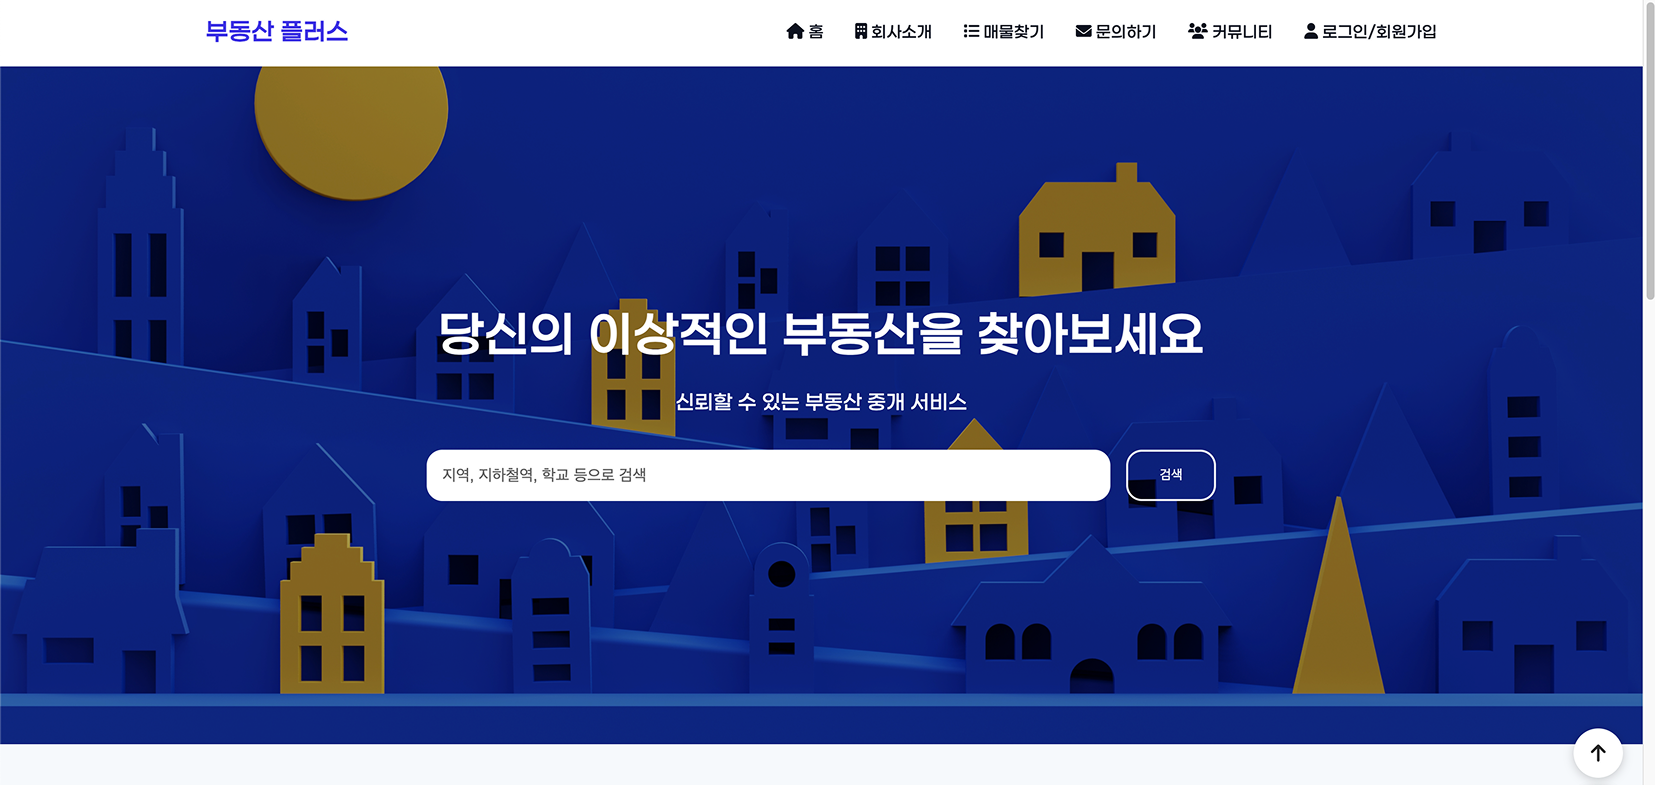 부동산 플러스
홈 회사소개 매물찾기 문의하기 커뮤니티 로그인/회원가입
당신의 이상적인 부동산을 찾아보세요
신뢰할 수 있는 부동산 중개 서비스
지역, 지하철역, 학교 등으로 검색
검색